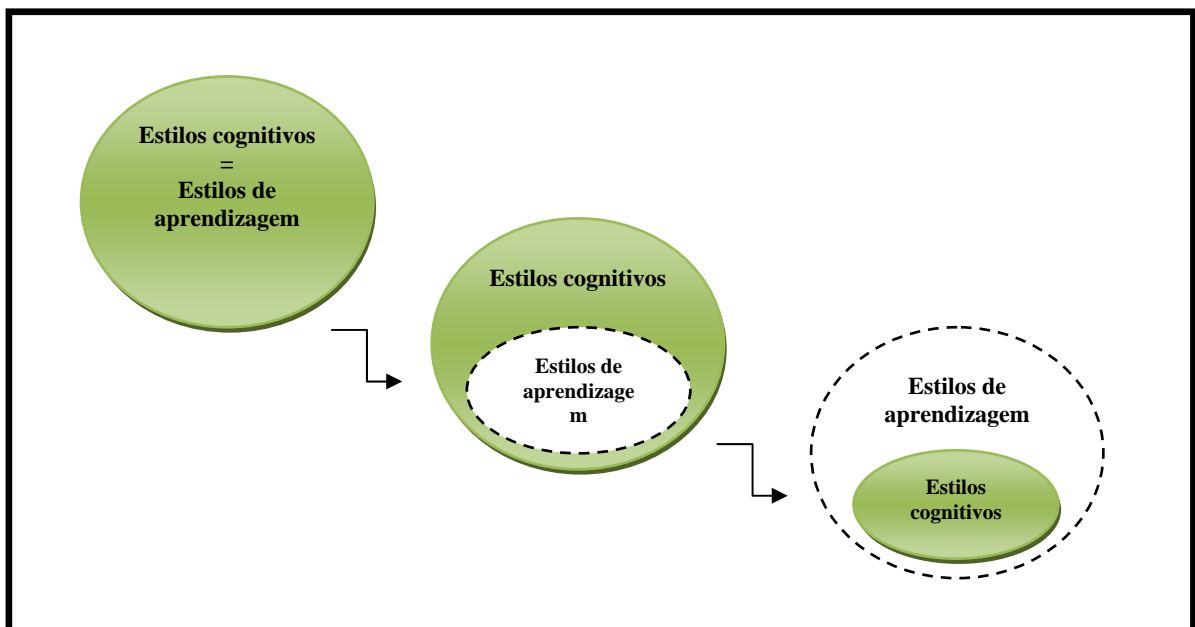 Estilos cognitivos
=
Estilos de
aprendizagem
Estilos cognitivos
Estilos de
aprendizage
m
Estilos de
aprendizagem
Estilos
cognitivos